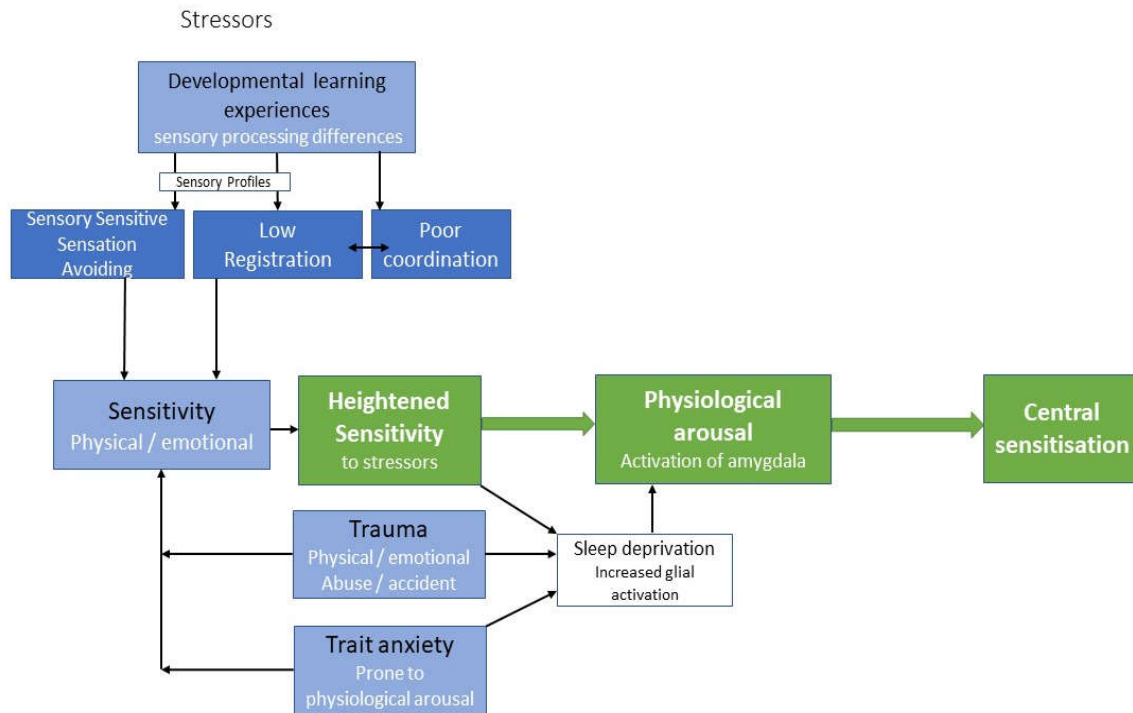 Stressors
Developmental learning
experiences
sensory processing differences
Sensory Profiles
Sensory Sensitive
Sensation
Avoiding
Low
Registration
Poor
coordination
Sensitivity
Physical / emotional
Heightened
Sensitivity
to stressors
Physiological
arousal
Activation of amygdala
Central
sensitisation
Trauma
Physical / emotional
Abuse / accident
Sleep deprivation
Increased glial
activation
Trait anxiety
Prone to
physiological arousal